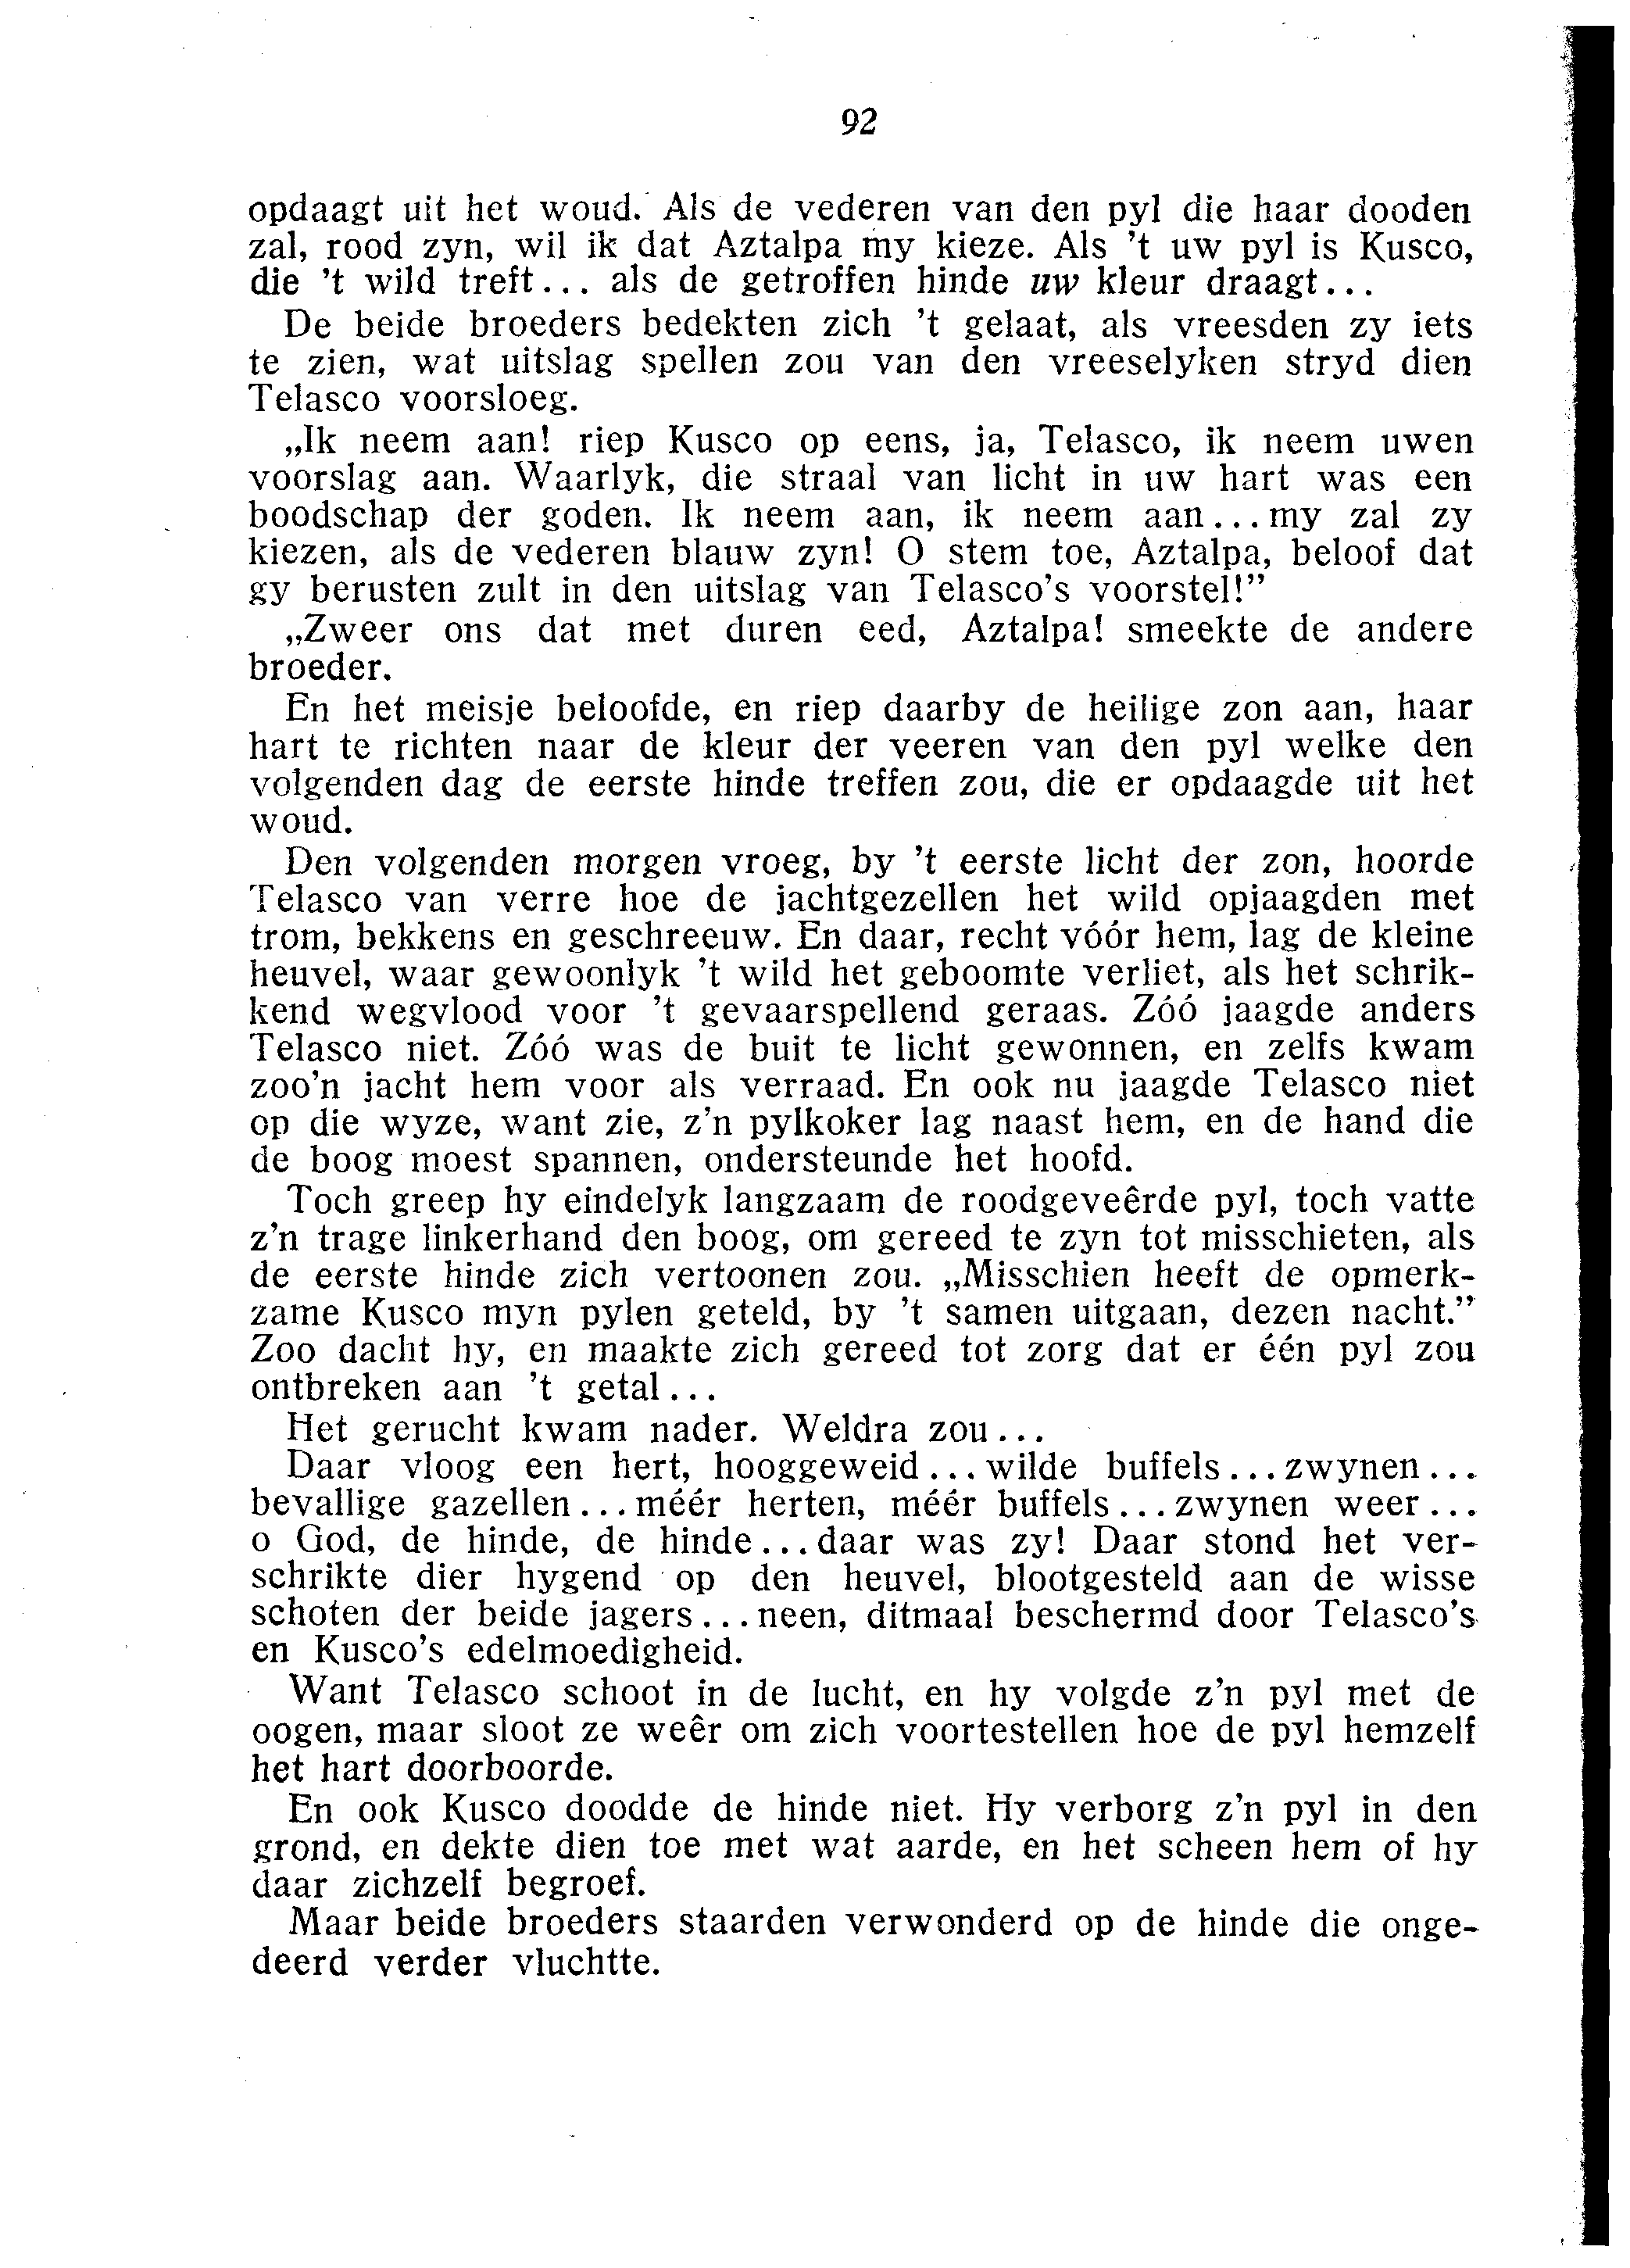 92
opdaagt uit het woud. Als de vederen van den pyl die haar dooden
zal, rood zyn, wil ik dat Aztalpa my kieze. Als 't uw pyl is Kusco,
die 't wild treft... als de getroffen hinde uw kleur draagt...
De beide broeders bedekten zich 't gelaat, als vreesden zy iets
te zien, wat uitslag spellen zou van den vreeselyken stryd dien
Telasco voorsloeg.
„Ik neem aan! riep Kusco op eens, ja, Telasco, ik neem uwen
voorslag aan. Waarlyk, die straal van licht in uw hart was een
boodschap der goden. Ik neem aan, ik neem aan...my zal zy
kiezen, als de vederen blauw zyn! O stem toe, Aztalpa, beloof dat
gy berusten zult in den uitslag van Telasco's voorstel!”
„Zweer ons dat met duren eed, Aztalpa! smeekte de andere
broeder.
En het meisje beloofde, en riep daarby de heilige zon aan, haar
hart te richten naar de kleur der veeren van den pyl welke den
volgenden dag de eerste hinde treffen zou, die er opdaagde uit het
woud.
Den volgenden morgen vroeg, by 't eerste licht der zon, hoorde
Telasco van verre hoe de jachtgezellen het wild opjaagden met
trom, bekkens en geschreeuw. En daar, recht vóór hem, lag de kleine
heuvel, waar gewoonlyk 't wild het geboomte verliet, als het schrik-
kend wegvlood voor 't gevaarspellend geraas. Zóó jaagde anders
Telasco niet. Zóó was de buit te licht gewonnen, en zelfs kwam
zoo'n jacht hem voor als verraad. En ook nu jaagde Telasco niet
op die wyze, want zie, z'n pylkoker lag naast hem, en de hand die
de boog moest spannen, ondersteunde het hoofd.
Toch greep hy eindelyk langzaam de roodgeveêrde pyl, toch vatte
z'n trage linkerhand den boog, om gereed te zyn tot misschieten, als
de eerste hinde zich vertoonen zou. „Misschien heeft de opmerk-
zame Kusco myn pylen geteld, by 't samen uitgaan, dezen nacht.”
Zoo dacht hy, en maakte zich gereed tot zorg dat er één pyl zou
ontbreken aan 't getal...
Het gerucht kwam nader. Weldra zou...
Daar vloog een hert, hooggeweid...wilde buffels...zwynen...
bevallige gazellen...méér herten, méér buffels...zwynen weer...
o God, de hinde, de hinde...daar was zy! Daar stond het ver-
schrikte dier hygend op den heuvel, blootgesteld aan de wisse
schoten der beide jagers...neen, ditmaal beschermd door Telasco's
en Kusco's edelmoedigheid.
Want Telasco schoot in de lucht, en hy volgde z'n pyl met de
oogen, maar sloot ze weêr om zich voortestellen hoe de pyl hemzelf
het hart doorboorde.
En ook Kusco doodde de hinde niet. Hy verborg z'n pyl in den
grond, en dekte dien toe met wat aarde, en het scheen hem of hy
daar zichzelf begroef.
Maar beide broeders staarden verwonderd op de hinde die onge-
deerd verder vluchtte.